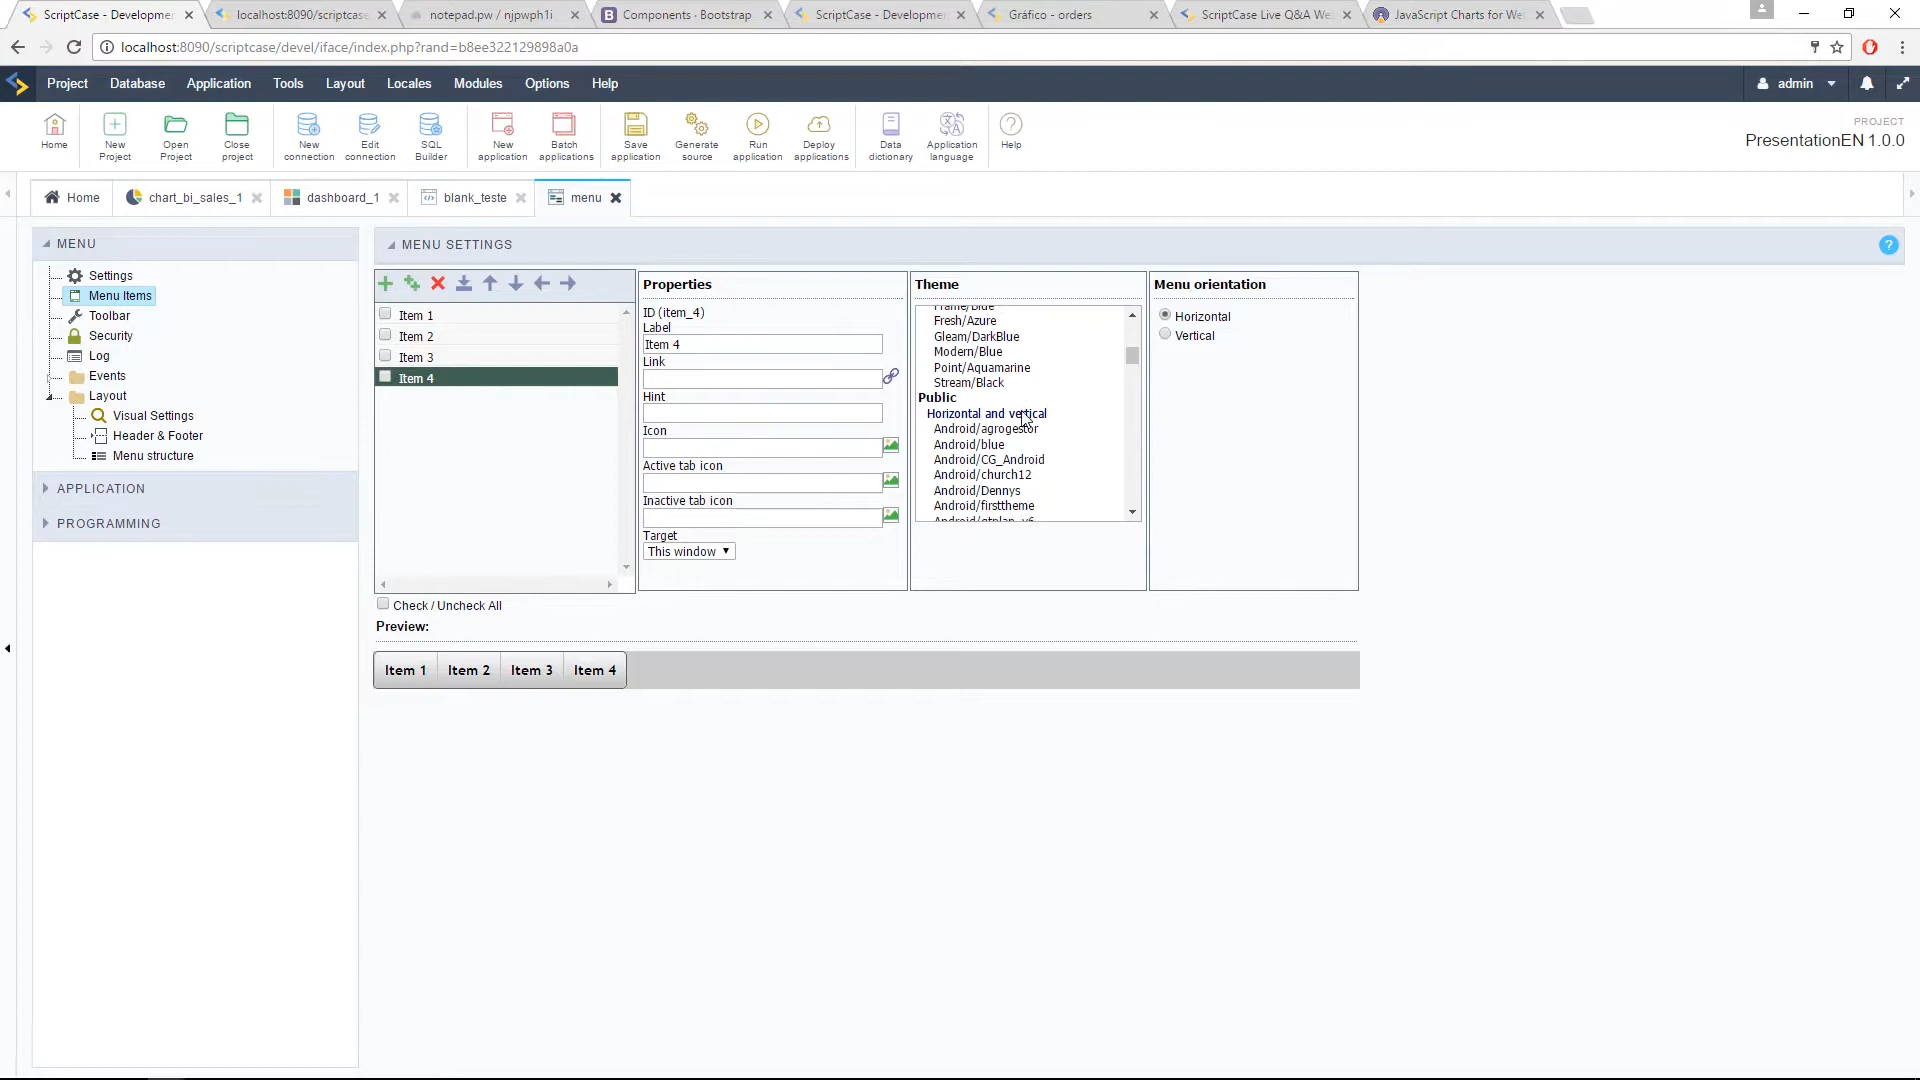 ScriptCase - Developmer
localhost:8090/scriptcase
notepad.pw / njpwph1i
Components · Bootstrap
ScriptCase - Developmer
Gráfico - orders
ScriptCase Live Q&A We
JavaScript Charts for We
localhost:8090/scriptcase/devel/iface/index.php?rand=b8ee322129898a0a
Project
Database
Application
Tools
Layout
Locales
Modules
Options
Help
admin
Home
New
Project
Open
Project
Close
project
New
connection
Edit
connection
SQL
Builder
New
application
Batch
applications
Save
application
Generate
source
Run
application
Deploy
applications
Data
dictionary
Application
language
Help
PROJECT
PresentationEN 1.0.0
Home
chart_bi_sales_1
dashboard_1
blank_teste
menu
MENU
Settings
Menu Items
Toolbar
Security
Log
Events
Layout
Visual Settings
Header & Footer
Menu structure
APPLICATION
PROGRAMMING
MENU SETTINGS
?
Item 1
Item 2
Item 3
Item 4
Check / Uncheck All
Properties
ID (item_4)
Label
Item 4
Link
Hint
Icon
Active tab icon
Inactive tab icon
Target
This window
Theme
Frame/Blue
Fresh/Azure
Gleam/DarkBlue
Modern/Blue
Point/Aquamarine
Stream/Black
Public
Horizontal and vertical
Android/agrogestor
Android/blue
Android/CG_Android
Android/church12
Android/Dennys
Android/firsttheme
Menu orientation
Horizontal
Vertical
Preview:
Item 1
Item 2
Item 3
Item 4